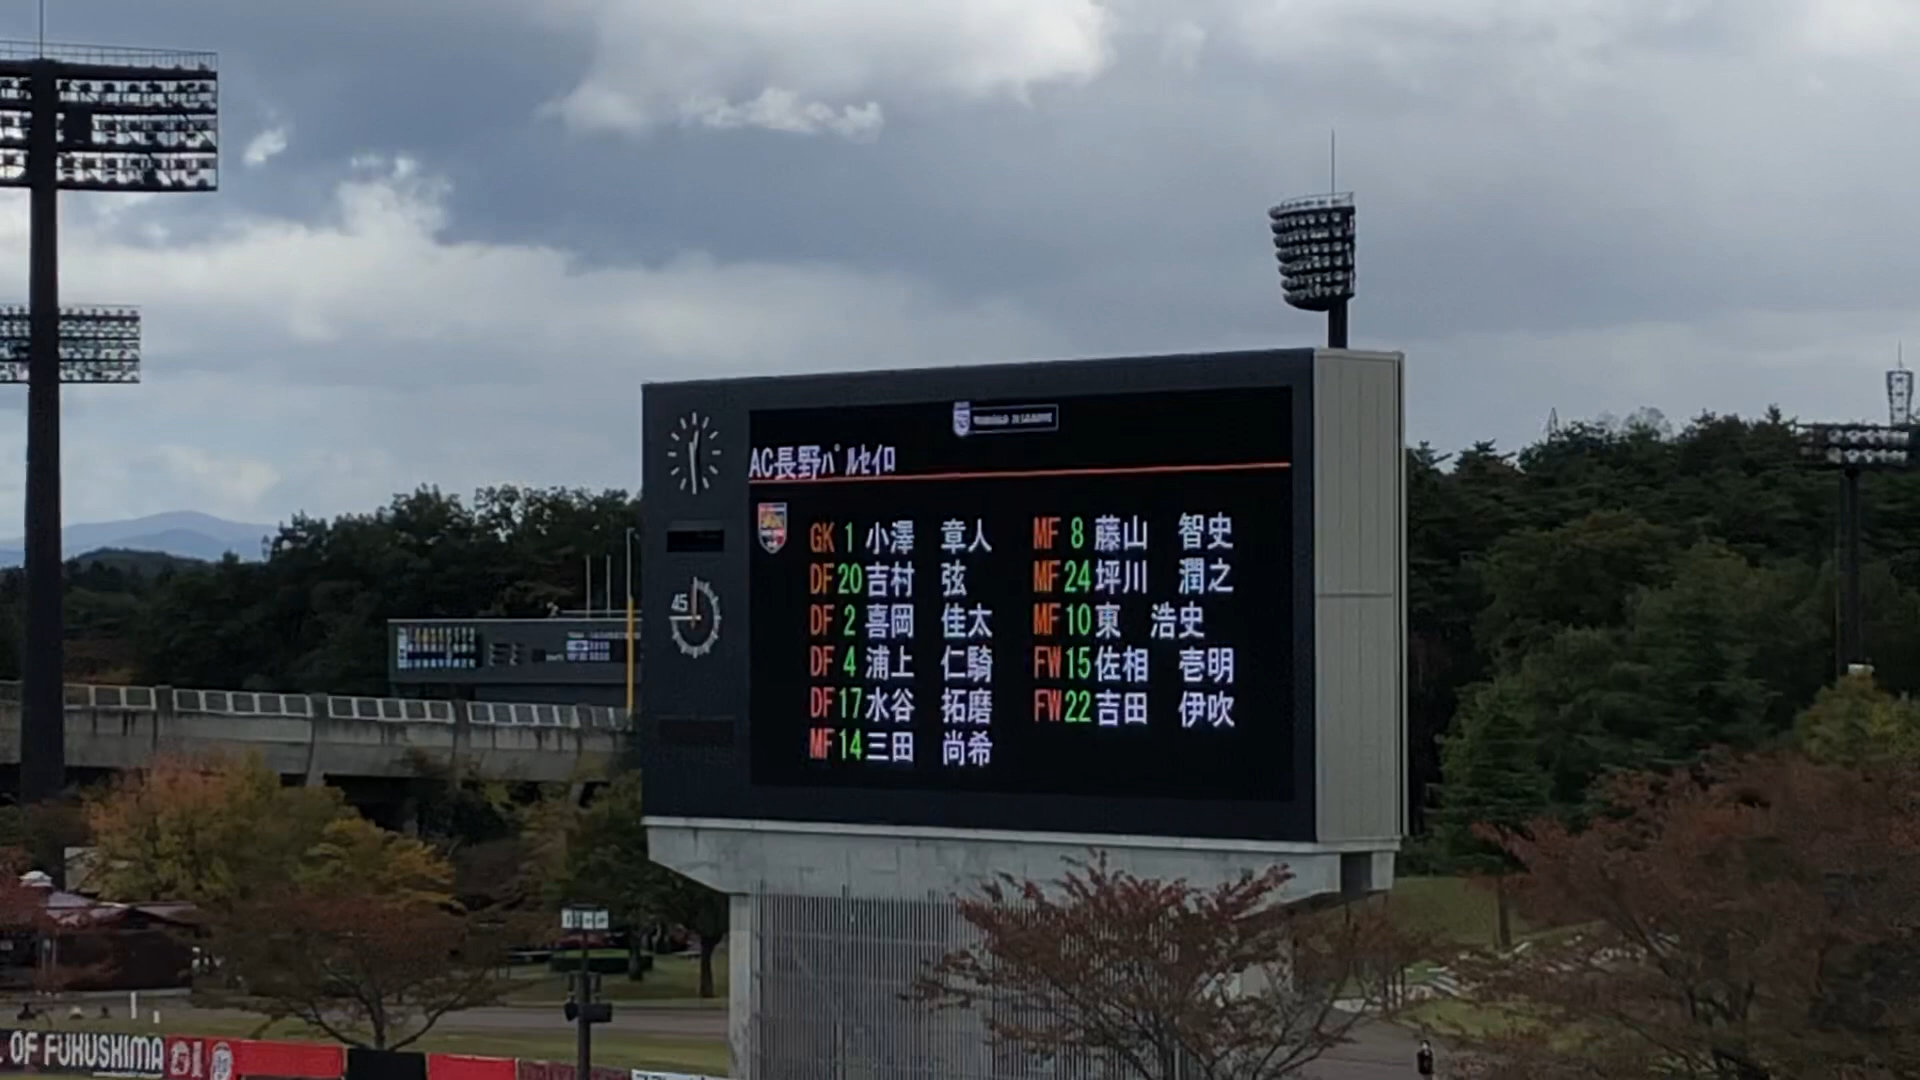 AC長野パルセイロ
GK 1 小澤 章人
DF 20 吉村 弦
DF 2 喜岡 佳太
DF 4 浦上 仁騎
DF 17 水谷 拓磨
MF 14 三田 尚希
MF 8 藤山 智史
MF 24 坪川 潤之
MF 10 東 浩史
FW 15 佐相 壱明
FW 22 吉田 伊吹
45
OF FUKUSHIMA